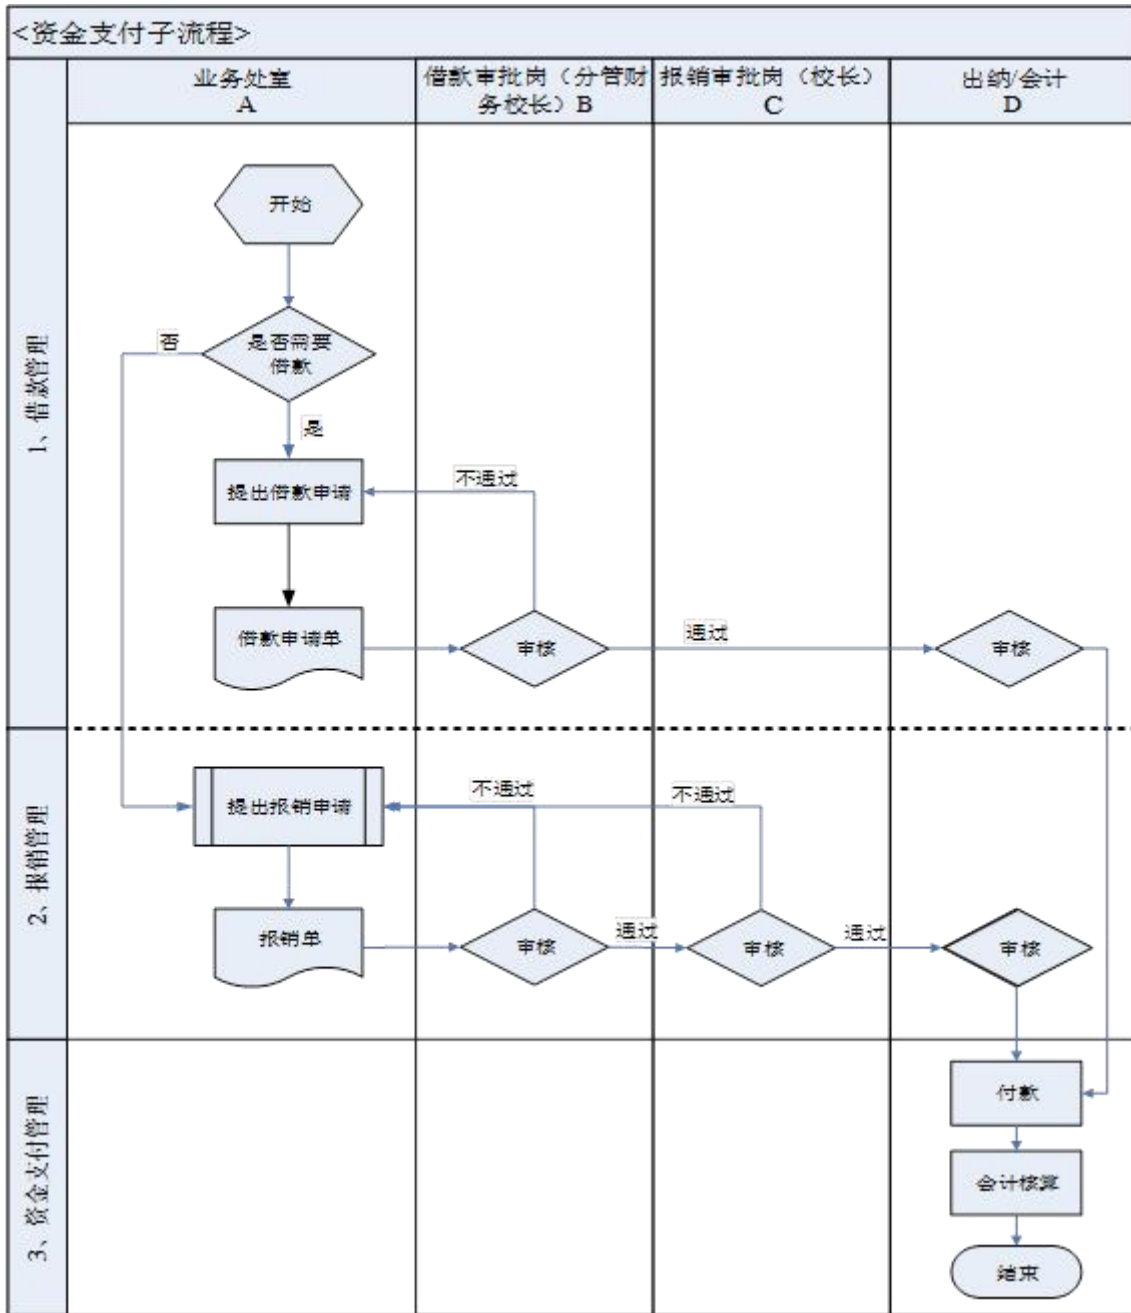 <资金支付子流程>
业务处室
A
借款审批岗（分管财
务校长）B
报销审批岗（校长）
C
出纳/会计
D
1、借款管理
开始
是否需要
借款
否
是
提出借款申请
不通过
借款申请单
审核
通过
审核
2、报销管理
提出报销申请
不通过
不通过
报销单
审核
通过
审核
通过
审核
3、资金支付管理
付款
会计核算
结束